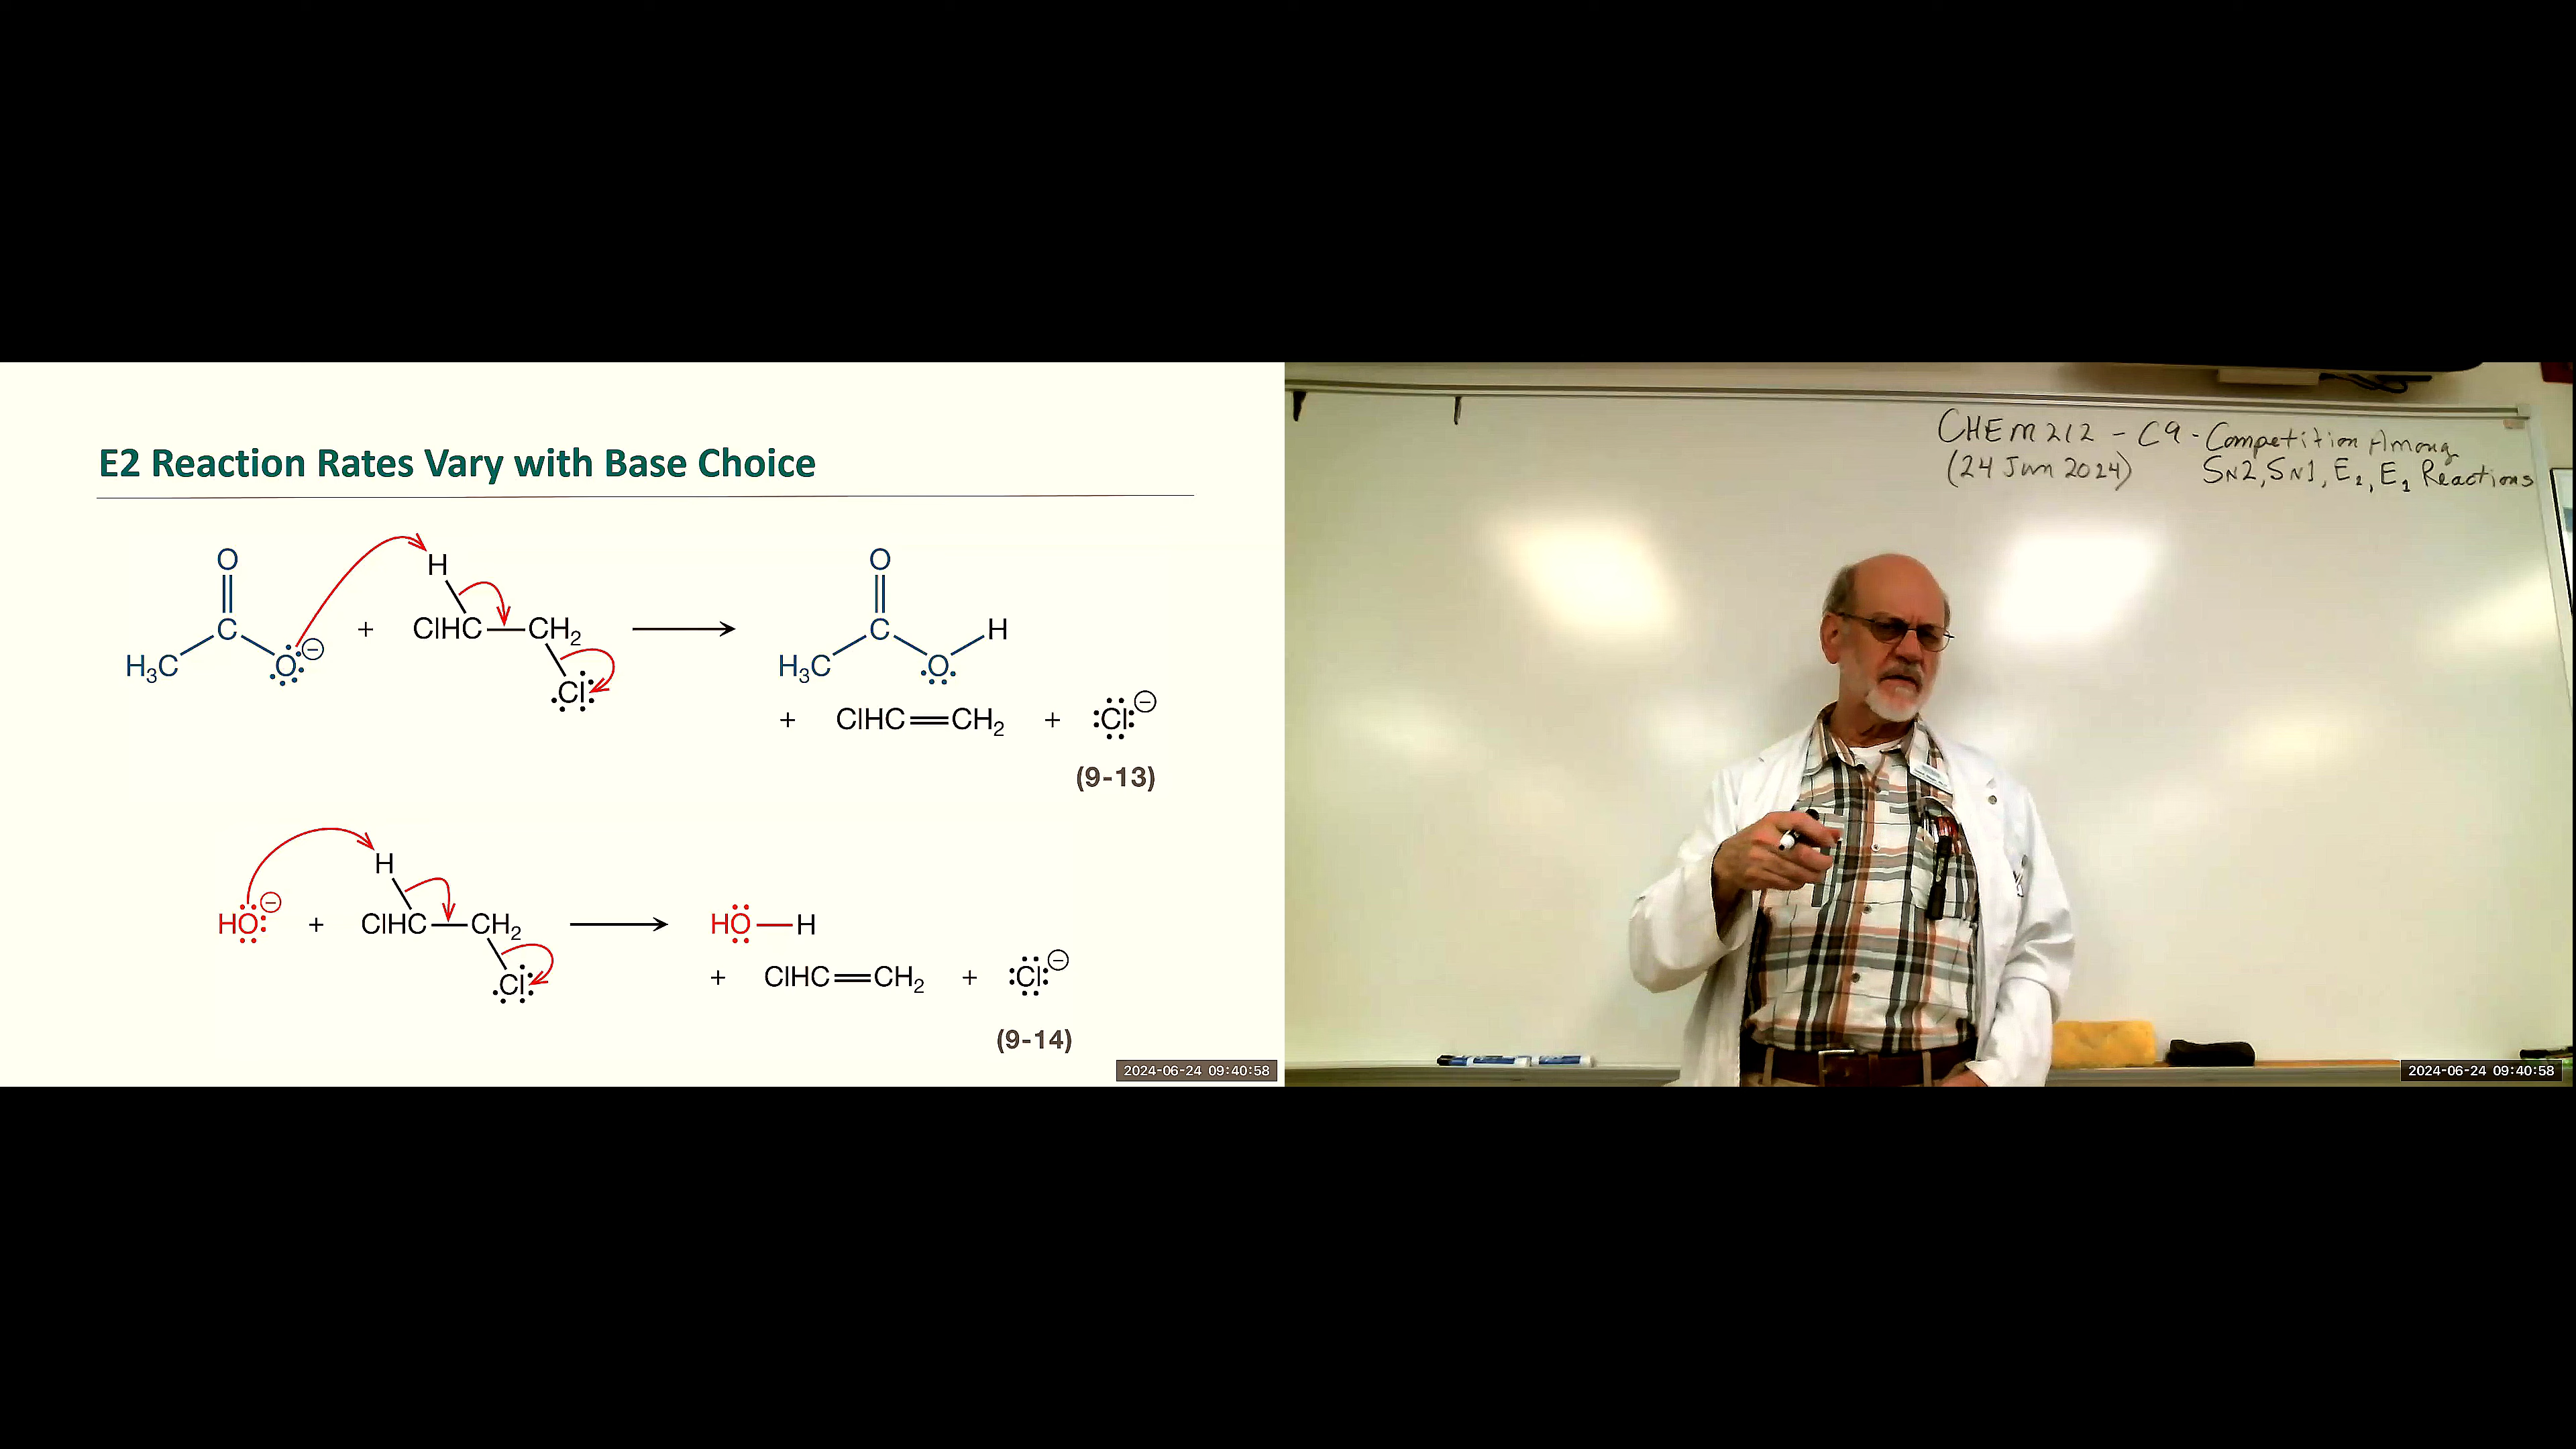 E2 Reaction Rates Vary with Base Choice
O
H
O
C
+
ClHC—CH2
C
H
H3C
O:⊖
H3C
O
Cl
+ ClHC=CH2 + :Cl:⊖
(9-13)
H
HO:⊖ + ClHC—CH2
HO—H
Cl
+ ClHC=CH2 + :Cl:⊖
(9-14)
2024-06-24 09:40:58
CHEM 212 - C9 - Competition Among
(24 Jun 2024) SN2, SN1, E2, E1 Reactions
2024-06-24 09:40:58